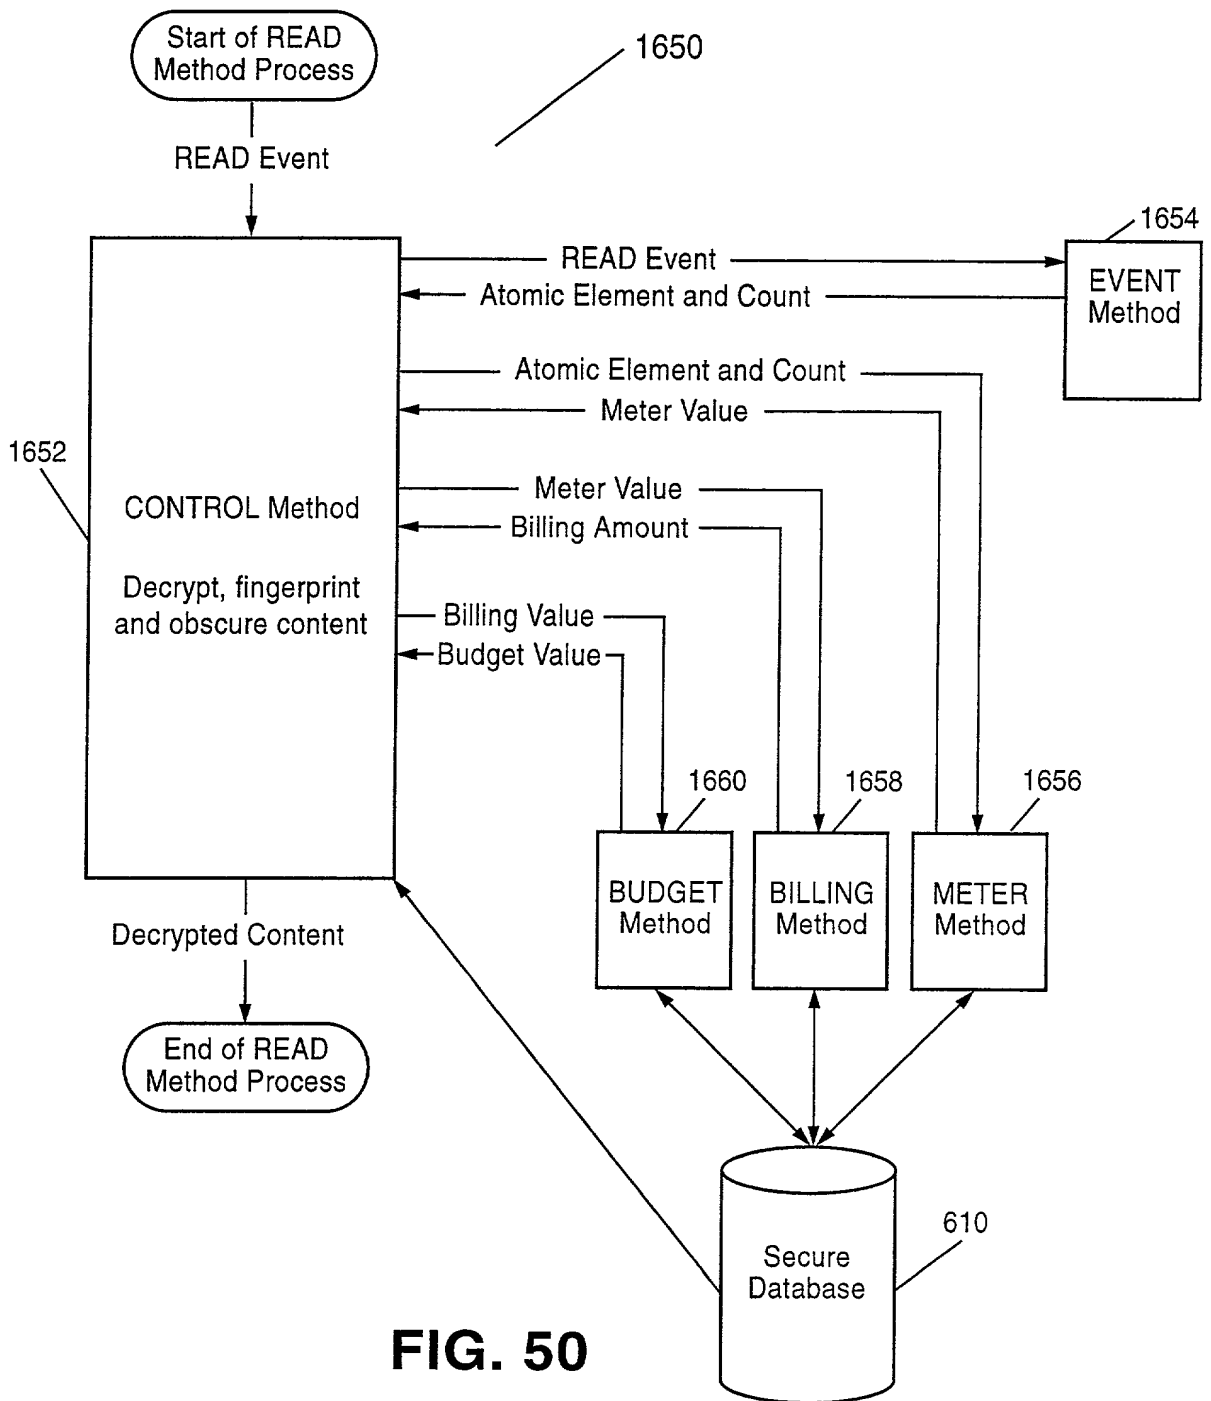 Start of READ
Method Process
1650
READ Event
1654
READ Event
EVENT
Method
Atomic Element and Count
Atomic Element and Count
Meter Value
1652
CONTROL Method
Meter Value
Billing Amount
Decrypt, fingerprint
and obscure content
Billing Value
Budget Value
1660
1658
1656
BUDGET
Method
BILLING
Method
METER
Method
Decrypted Content
End of READ
Method Process
610
Secure
Database
FIG. 50